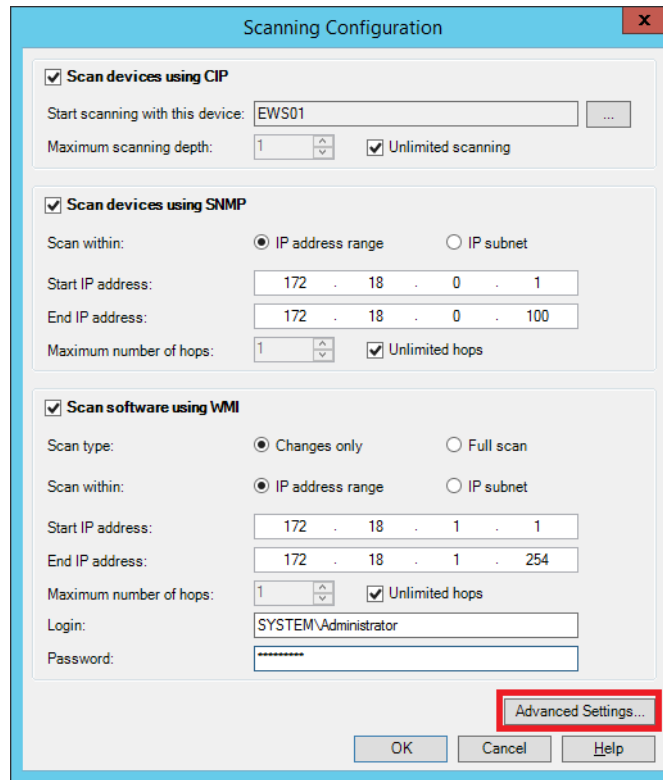 Scanning Configuration x
Scan devices using CIP
Start scanning with this device: EWS01 ...
Maximum scanning depth: 1 Unlimited scanning
Scan devices using SNMP
Scan within: IP address range IP subnet
Start IP address: 172 . 18 . 0 . 1
End IP address: 172 . 18 . 0 . 100
Maximum number of hops: 1 Unlimited hops
Scan software using WMI
Scan type: Changes only Full scan
Scan within: IP address range IP subnet
Start IP address: 172 . 18 . 1 . 1
End IP address: 172 . 18 . 1 . 254
Maximum number of hops: 1 Unlimited hops
Login: SYSTEM\Administrator
Password: *********
Advanced Settings...
OK Cancel Help